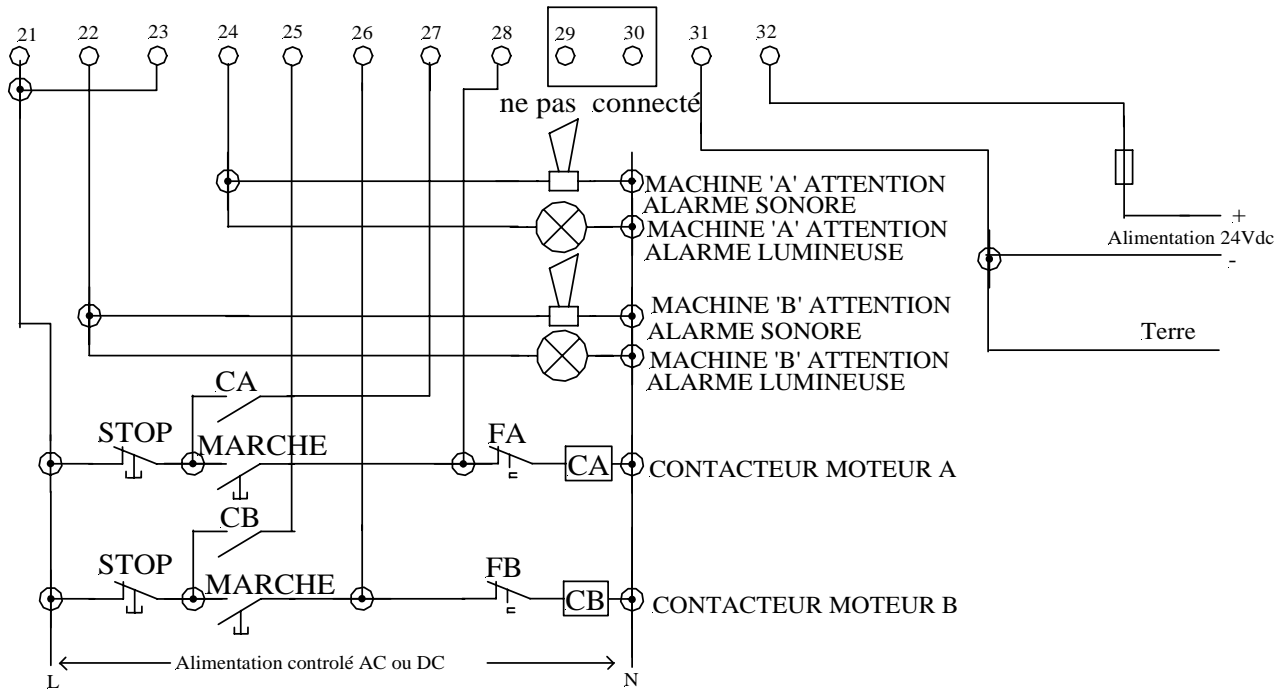 21 22 23 24 25 26 27 28 29 30 31 32
ne pas connecté
MACHINE 'A' ATTENTION
ALARME SONORE
MACHINE 'A' ATTENTION
ALARME LUMINEUSE
+
Alimentation 24Vdc
-
MACHINE 'B' ATTENTION
ALARME SONORE
Terre
MACHINE 'B' ATTENTION
ALARME LUMINEUSE
CA
STOP
MARCHE
FA
CA
CONTACTEUR MOTEUR A
CB
STOP
MARCHE
FB
CB
CONTACTEUR MOTEUR B
Alimentation controlé AC ou DC
L
N